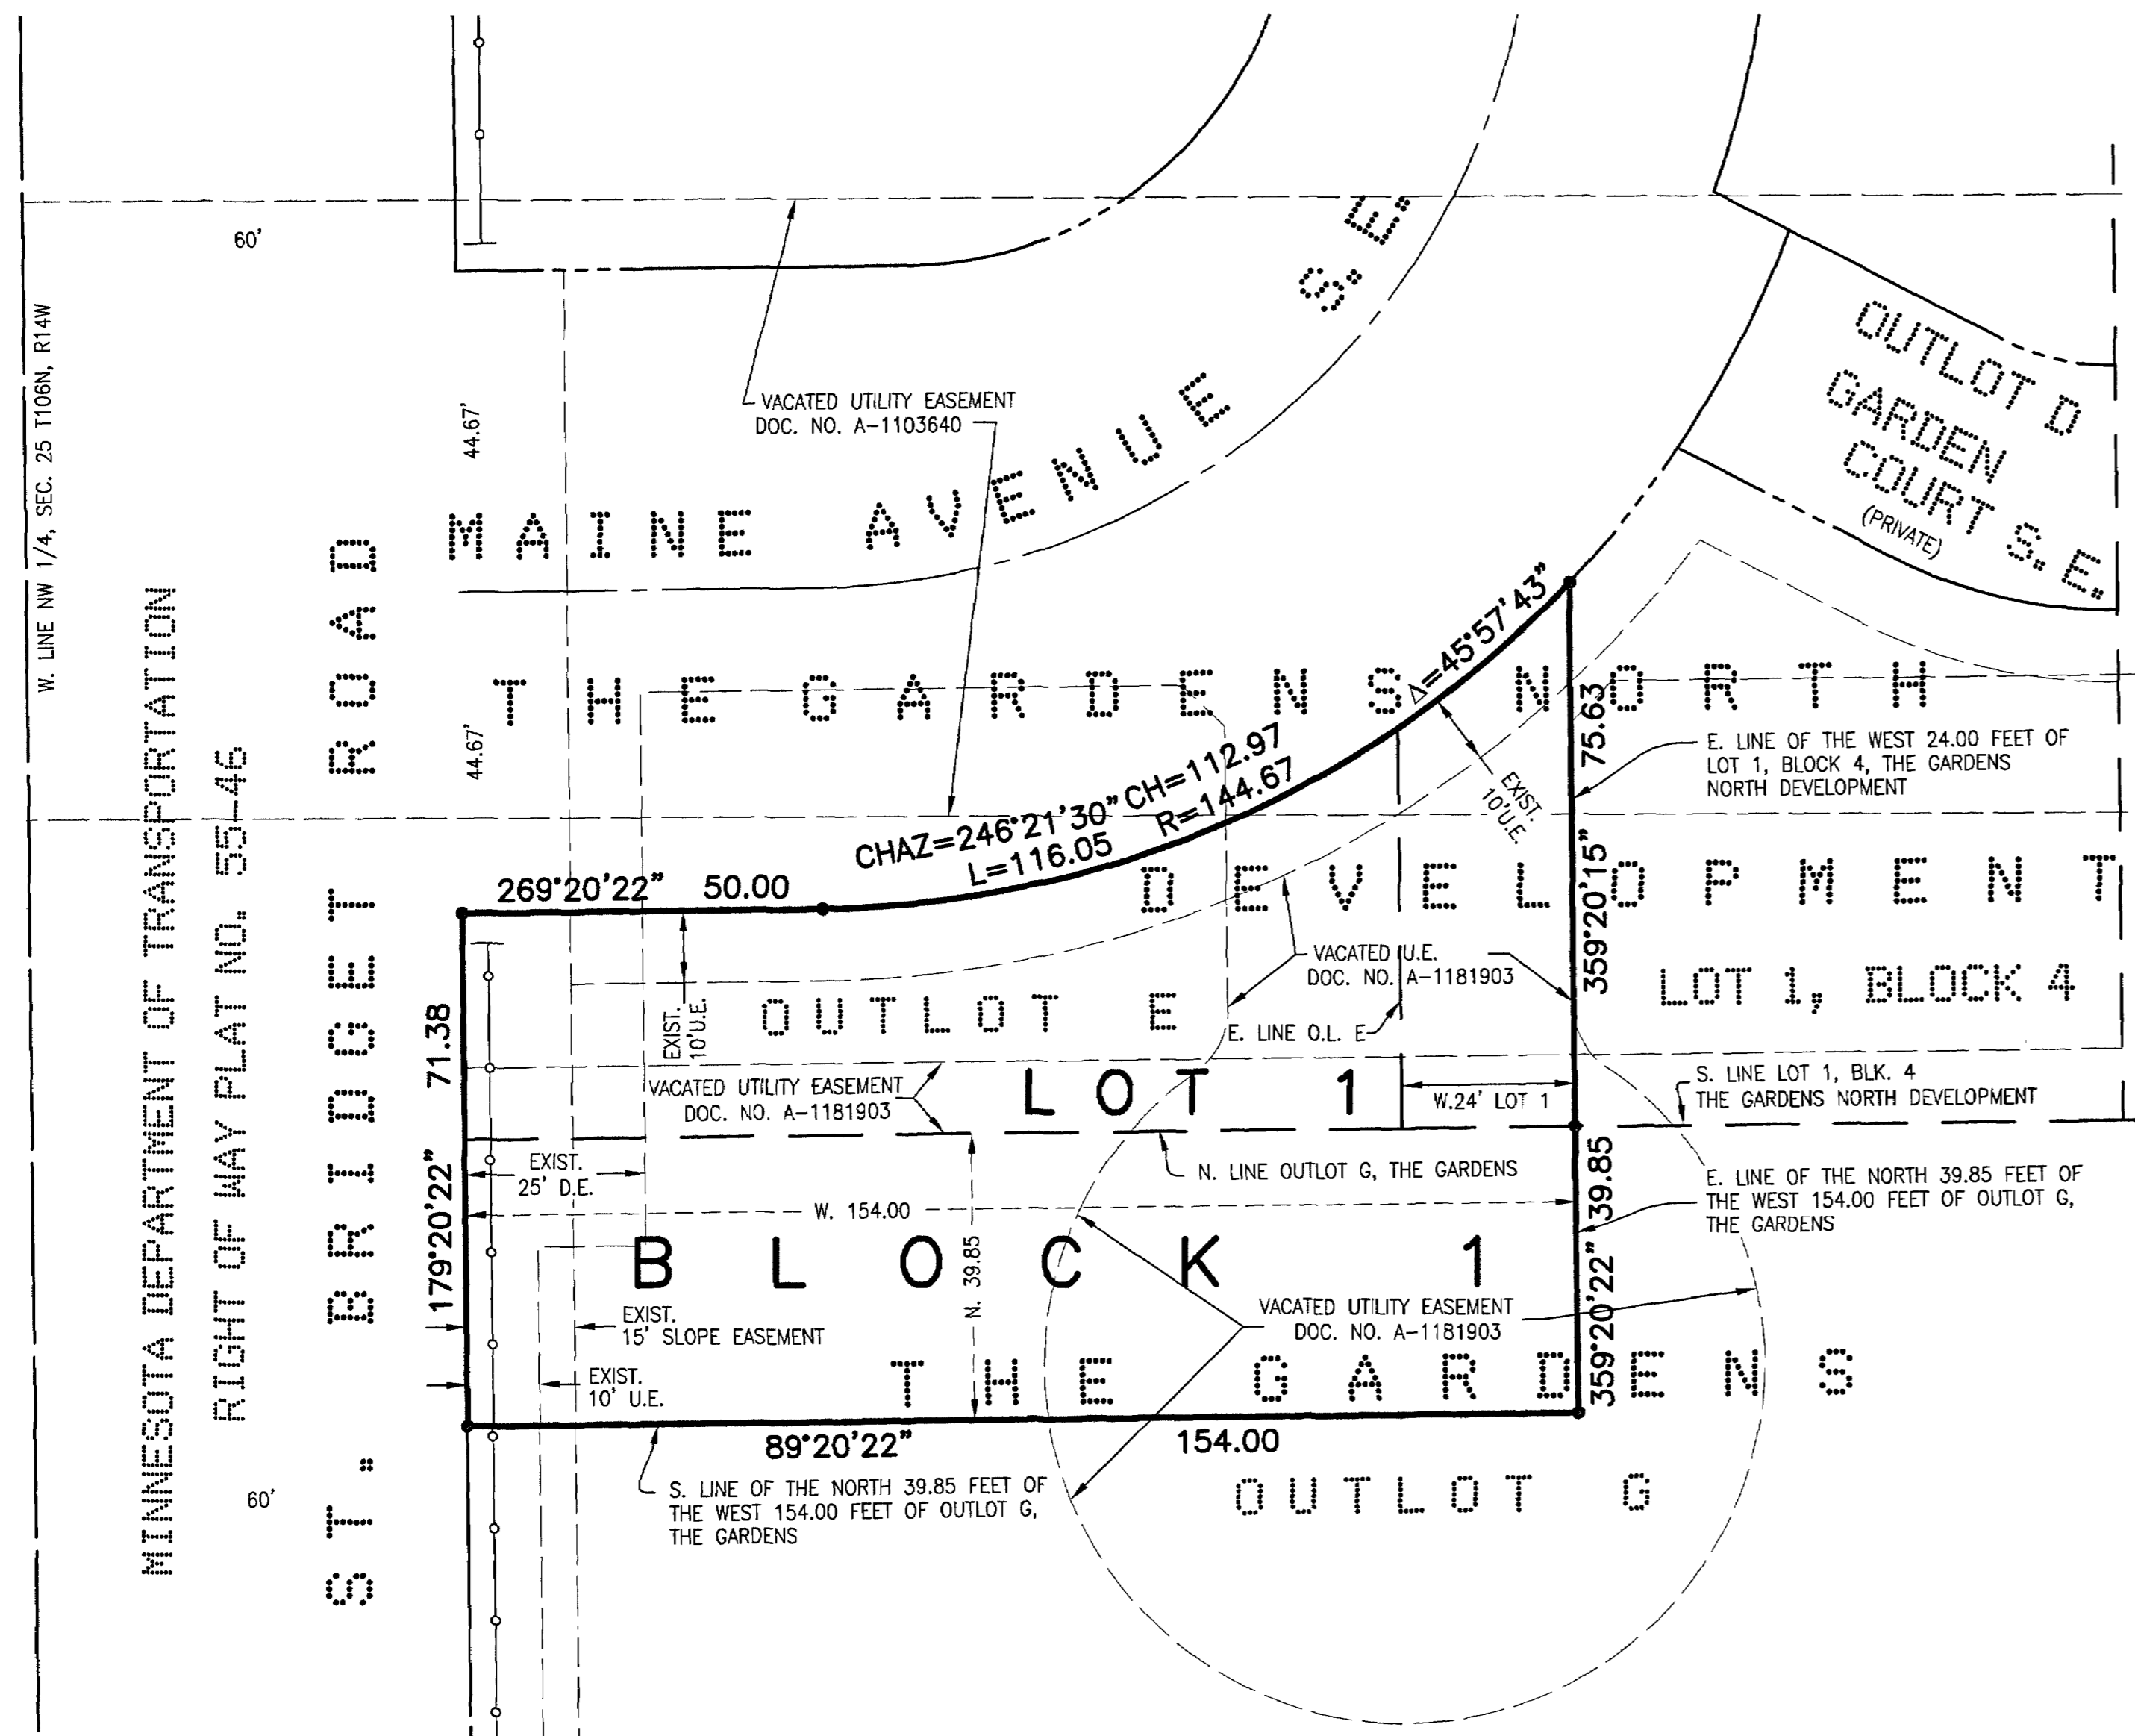 60'
W. LINE NW 1/4, SEC. 25 T106N, R14W
MINNESOTA DEPARTMENT OF TRANSPORTATION
RIGHT OF WAY PLAT NO. 55-46
ST. BRIDGET ROAD
44.67'
VACATED UTILITY EASEMENT
DOC. NO. A-1103640
MAINE AVENUE S.E.
OUTLOT D
GARDEN
COURT S.E.
(PRIVATE)
44.67'
THE GARDENS NORTH
DEVELOPMENT
LOT 1, BLOCK 4
Δ=45°57'43"
CHAZ=246°21'30" CH=112.97
L=116.05 R=144.67
EXIST.
10'U.E.
75.63
359°20'15"
E. LINE OF THE WEST 24.00 FEET OF
LOT 1, BLOCK 4, THE GARDENS
NORTH DEVELOPMENT
269°20'22" 50.00
71.38
179°20'22"
EXIST.
10'U.E.
OUTLOT E
VACATED U.E.
DOC. NO. A-1181903
E. LINE O.L. E
VACATED UTILITY EASEMENT
DOC. NO. A-1181903
LOT 1
W.24' LOT 1
S. LINE LOT 1, BLK. 4
THE GARDENS NORTH DEVELOPMENT
EXIST.
25' D.E.
N. LINE OUTLOT G, THE GARDENS
W. 154.00
N. 39.85
39.85
359°20'22"
E. LINE OF THE NORTH 39.85 FEET OF
THE WEST 154.00 FEET OF OUTLOT G,
THE GARDENS
BLOCK 1
EXIST.
15' SLOPE EASEMENT
VACATED UTILITY EASEMENT
DOC. NO. A-1181903
EXIST.
10' U.E.
THE GARDENS
89°20'22" 154.00
S. LINE OF THE NORTH 39.85 FEET OF
THE WEST 154.00 FEET OF OUTLOT G,
THE GARDENS
OUTLOT G
60'